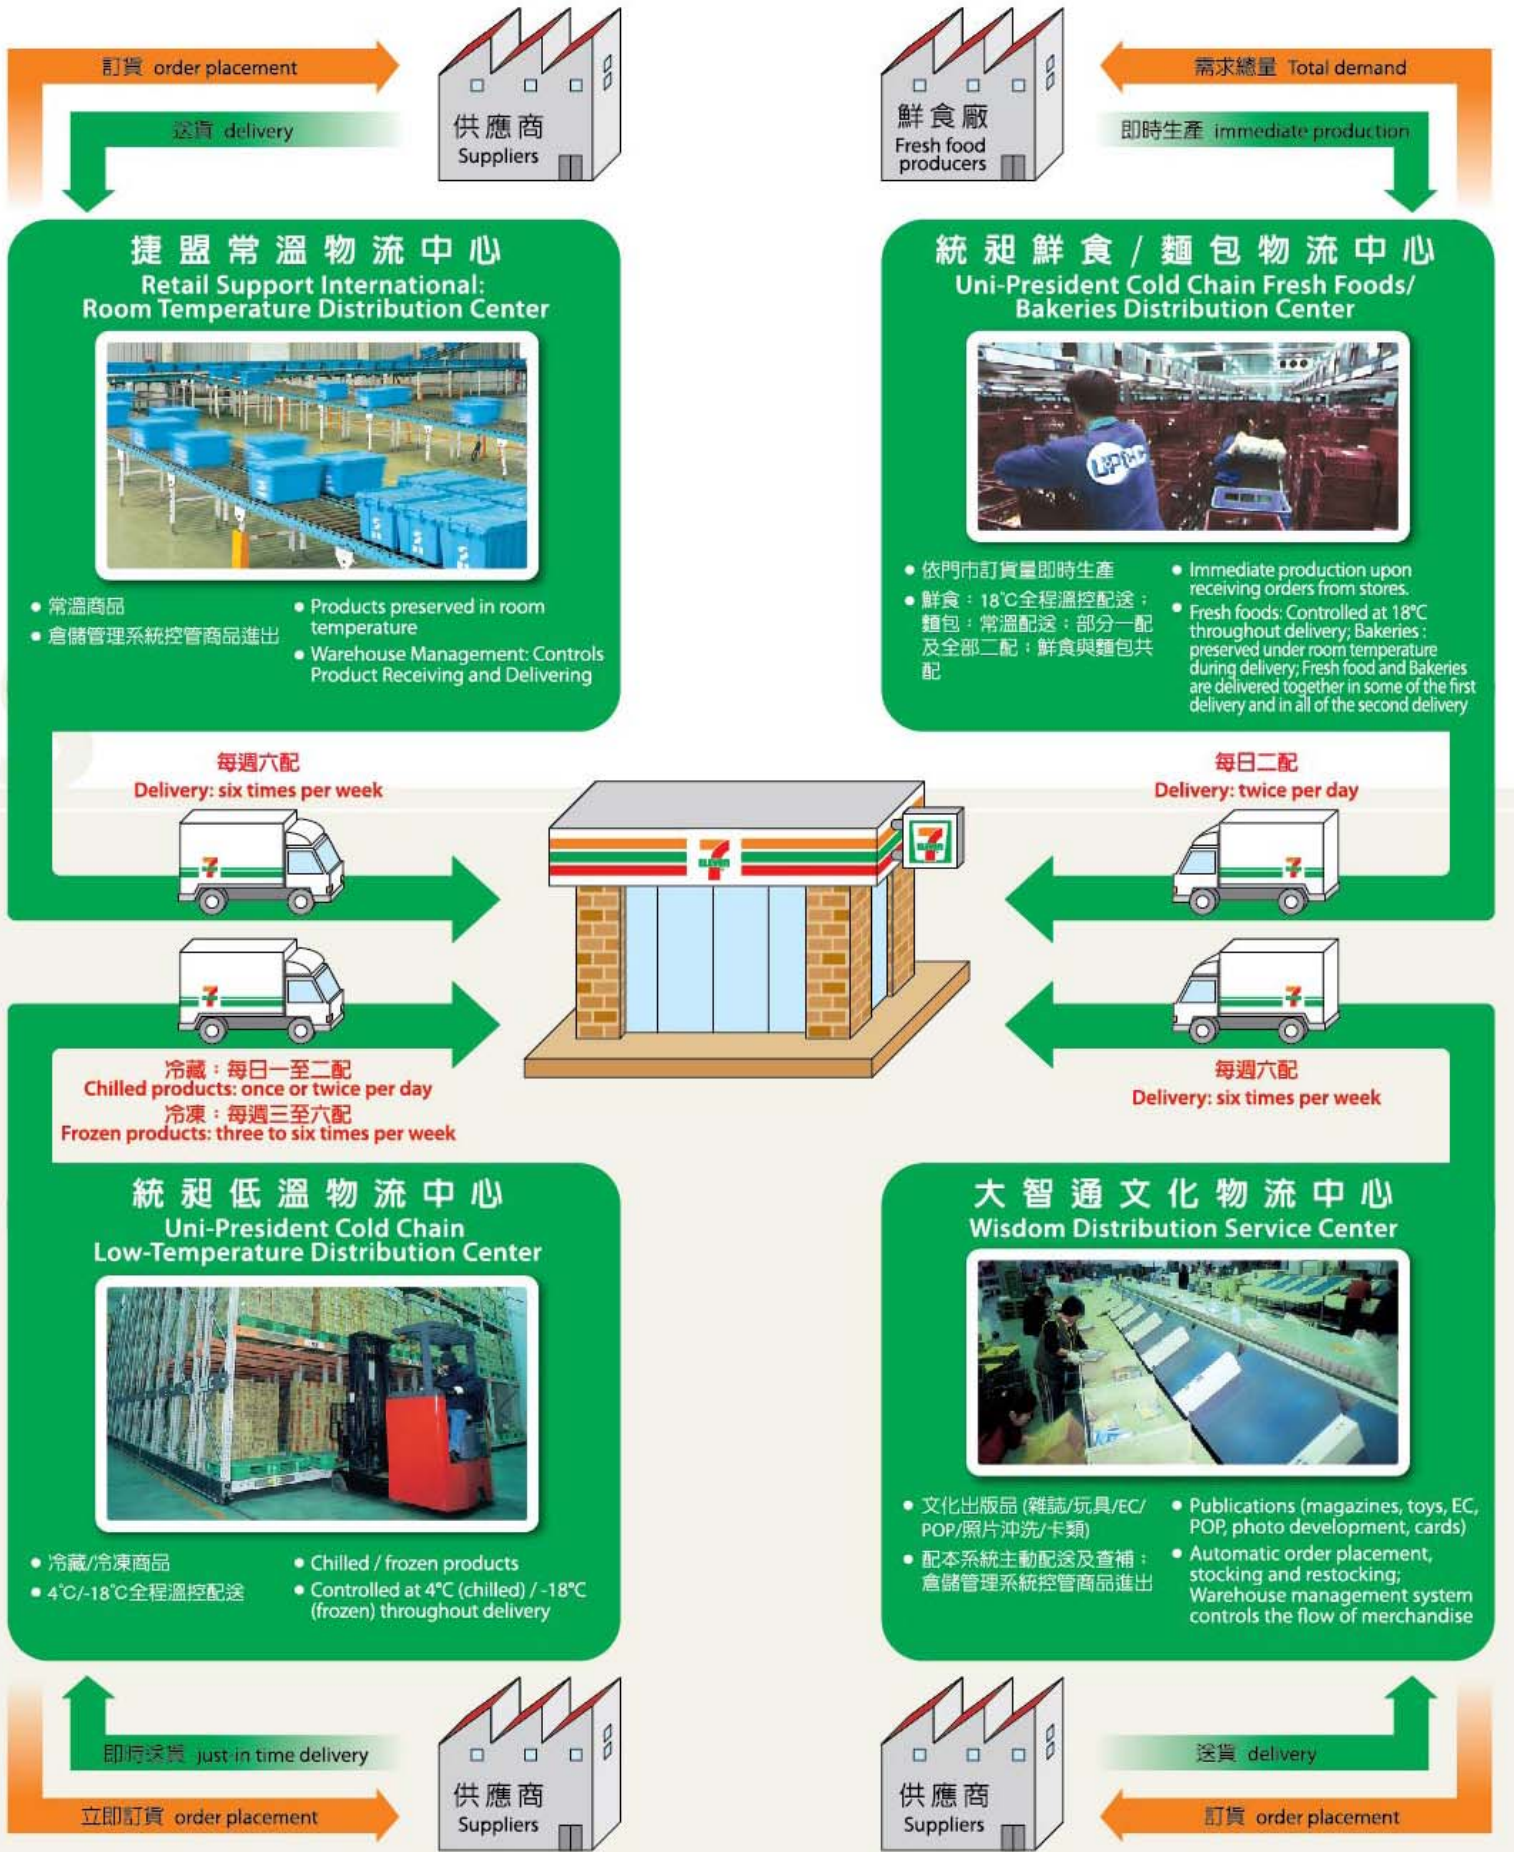 訂貨 order placement
送貨 delivery
供應商
Suppliers
鮮食廠
Fresh food
producers
需求總量 Total demand
即時生產 immediate production
捷盟常溫物流中心
Retail Support International:
Room Temperature Distribution Center
● 常溫商品
● 倉儲管理系統控管商品進出
● Products preserved in room
temperature
● Warehouse Management: Controls
Product Receiving and Delivering
統昶鮮食/麵包物流中心
Uni-President Cold Chain Fresh Foods/
Bakeries Distribution Center
● 依門市訂貨量即時生產
● 鮮食：18℃全程溫控配送；
麵包：常溫配送；部分一配
及全部二配；鮮食與麵包共
配
● Immediate production upon
receiving orders from stores.
● Fresh foods: Controlled at 18°C
throughout delivery; Bakeries :
preserved under room temperature
during delivery; Fresh food and Bakeries
are delivered together in some of the first
delivery and in all of the second delivery
每週六配
Delivery: six times per week
每日二配
Delivery: twice per day
7
ELEVEN
7
ELEVEN
冷藏：每日一至二配
Chilled products: once or twice per day
冷凍：每週三至六配
Frozen products: three to six times per week
每週六配
Delivery: six times per week
統昶低溫物流中心
Uni-President Cold Chain
Low-Temperature Distribution Center
● 冷藏/冷凍商品
● 4℃/-18℃全程溫控配送
● Chilled / frozen products
● Controlled at 4°C (chilled) / -18°C
(frozen) throughout delivery
大智通文化物流中心
Wisdom Distribution Service Center
● 文化出版品 (雜誌/玩具/EC/
POP/照片沖洗/卡類)
● 配本系統主動配送及查補；
倉儲管理系統控管商品進出
● Publications (magazines, toys, EC,
POP, photo development, cards)
● Automatic order placement,
stocking and restocking;
Warehouse management system
controls the flow of merchandise
即時送貨 just-in time delivery
立即訂貨 order placement
供應商
Suppliers
供應商
Suppliers
送貨 delivery
訂貨 order placement